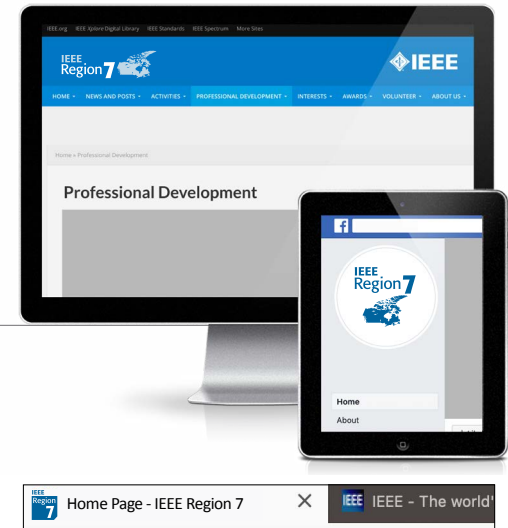 IEEE.org IEEE Xplore Digital Library IEEE Standards IEEE Spectrum More Sites
IEEE
Region 7
IEEE
HOME NEWS AND POSTS ACTIVITIES PROFESSIONAL DEVELOPMENT INTERESTS AWARDS VOLUNTEER ABOUT US
Home » Professional Development
Professional Development
f
IEEE
Region 7
Home
About
IEEE
Region
7
Home Page - IEEE Region 7
IEEE
IEEE - The world'